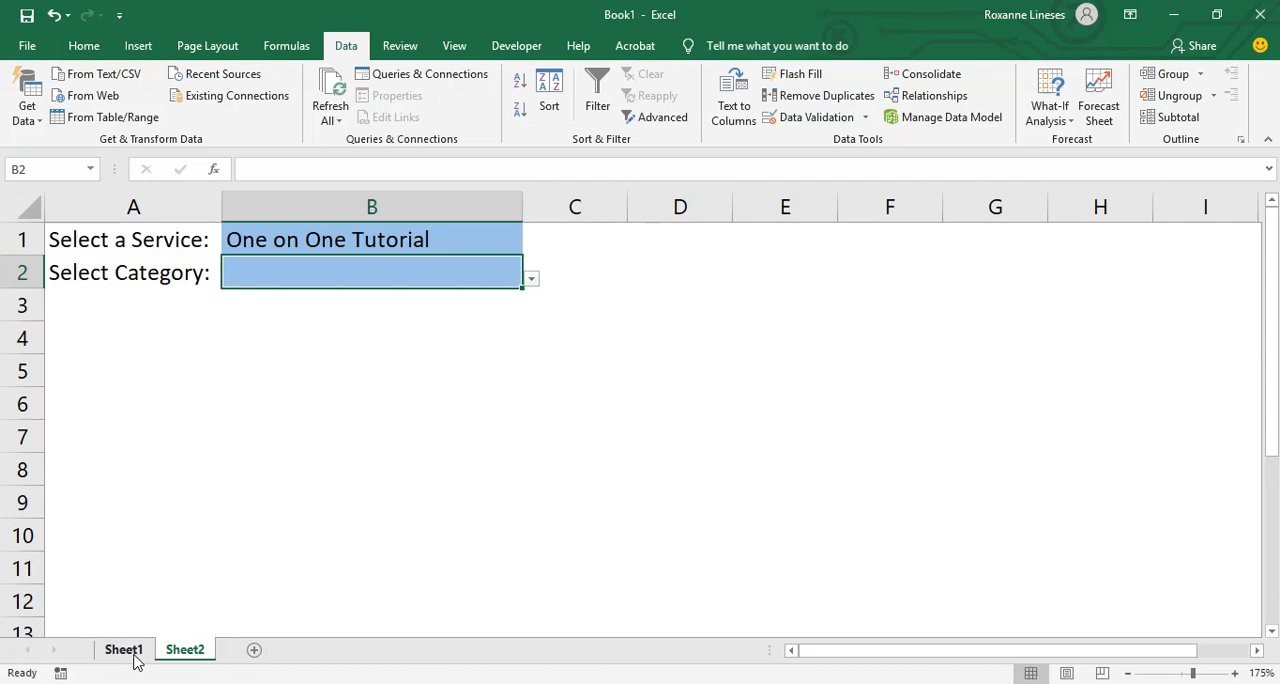 Book1 - Excel
Roxanne Lineses
File Home Insert Page Layout Formulas Data Review View Developer Help Acrobat Tell me what you want to do Share
Get Data
From Text/CSV
From Web
From Table/Range
Recent Sources
Existing Connections
Get & Transform Data
Refresh All
Queries & Connections
Properties
Edit Links
Queries & Connections
Sort
Filter
Clear
Reapply
Advanced
Sort & Filter
Text to Columns
Flash Fill
Remove Duplicates
Data Validation
Consolidate
Relationships
Manage Data Model
Data Tools
What-If Analysis
Forecast Sheet
Forecast
Group
Ungroup
Subtotal
Outline
B2 fx
A B C D E F G H I
1 Select a Service: One on One Tutorial
2 Select Category:
3
4
5
6
7
8
9
10
11
12
13
Sheet1 Sheet2
Ready 175%